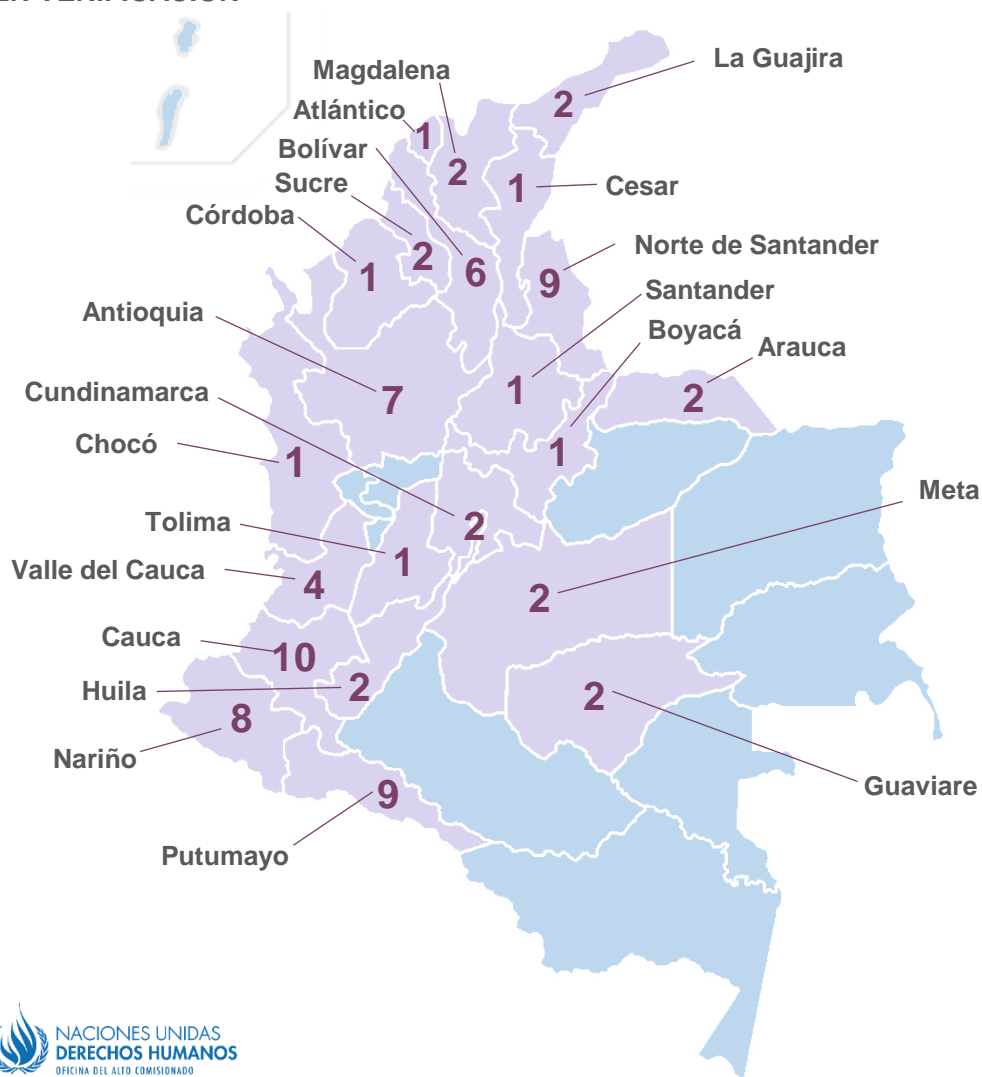 EN VERIFICACIÓN
La Guajira
Magdalena
2
Atlántico
1
Bolívar
2
Sucre
1
Cesar
Córdoba
Norte de Santander
2
6
1
9
Santander
Antioquia
Boyacá
Arauca
Cundinamarca
7
1
2
Chocó
1
1
Meta
Tolima
2
1
Valle del Cauca
4
2
Cauca
10
Huila
2
2
8
Nariño
Guaviare
9
Putumayo
NACIONES UNIDAS
DERECHOS HUMANOS
OFICINA DEL ALTO COMISIONADO